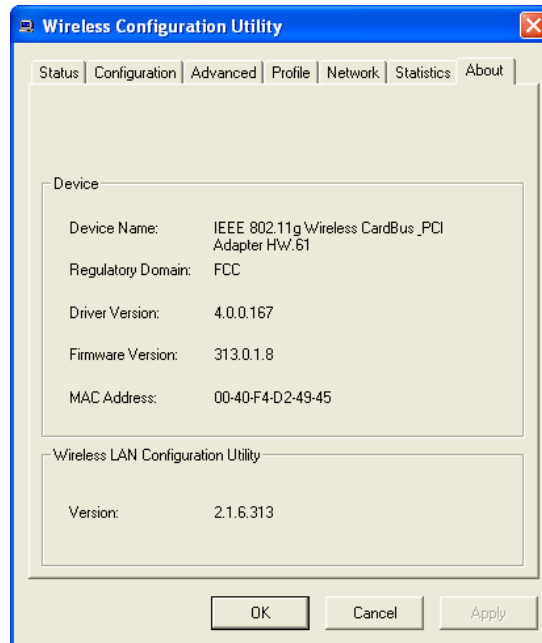 Wireless Configuration Utility
Status Configuration Advanced Profile Network Statistics About
Device
Device Name: IEEE 802.11g Wireless CardBus_PCI
Adapter HW.61
Regulatory Domain: FCC
Driver Version: 4.0.0.167
Firmware Version: 313.0.1.8
MAC Address: 00-40-F4-D2-49-45
Wireless LAN Configuration Utility
Version: 2.1.6.313
OK Cancel Apply